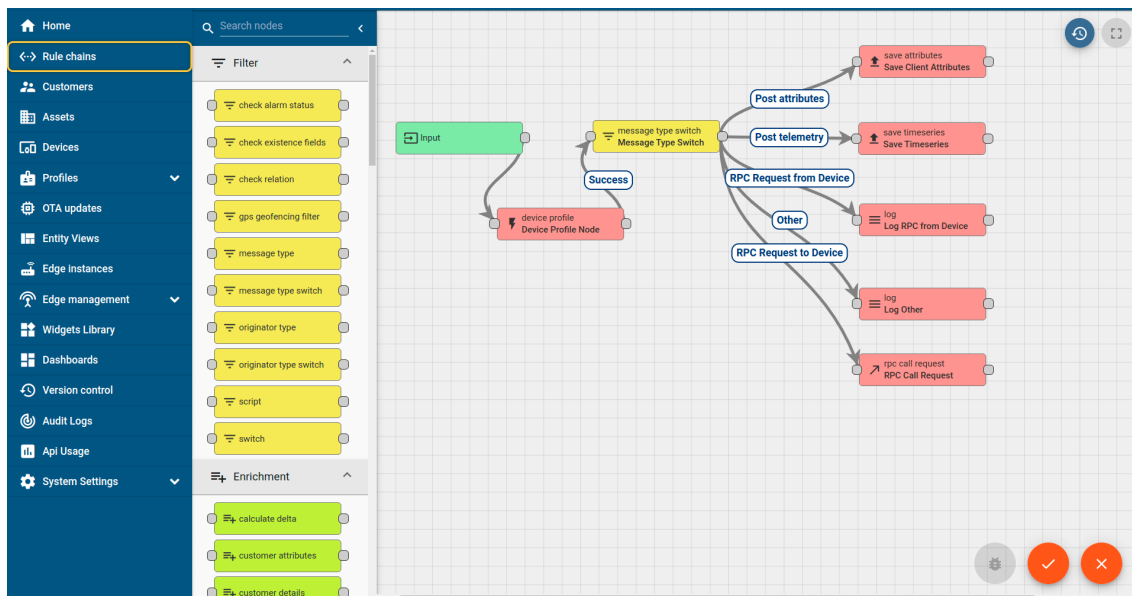 Home
Rule chains
Customers
Assets
Devices
Profiles
OTA updates
Entity Views
Edge instances
Edge management
Widgets Library
Dashboards
Version control
Audit Logs
Api Usage
System Settings
Search nodes
Filter
check alarm status
check existence fields
check relation
gps geofencing filter
message type
message type switch
originator type
originator type switch
script
switch
Enrichment
calculate delta
customer attributes
customer details
Input
device profile
Device Profile Node
Success
message type switch
Message Type Switch
Post attributes
Post telemetry
RPC Request from Device
Other
RPC Request to Device
save attributes
Save Client Attributes
save timeseries
Save Timeseries
log
Log RPC from Device
log
Log Other
rpc call request
RPC Call Request